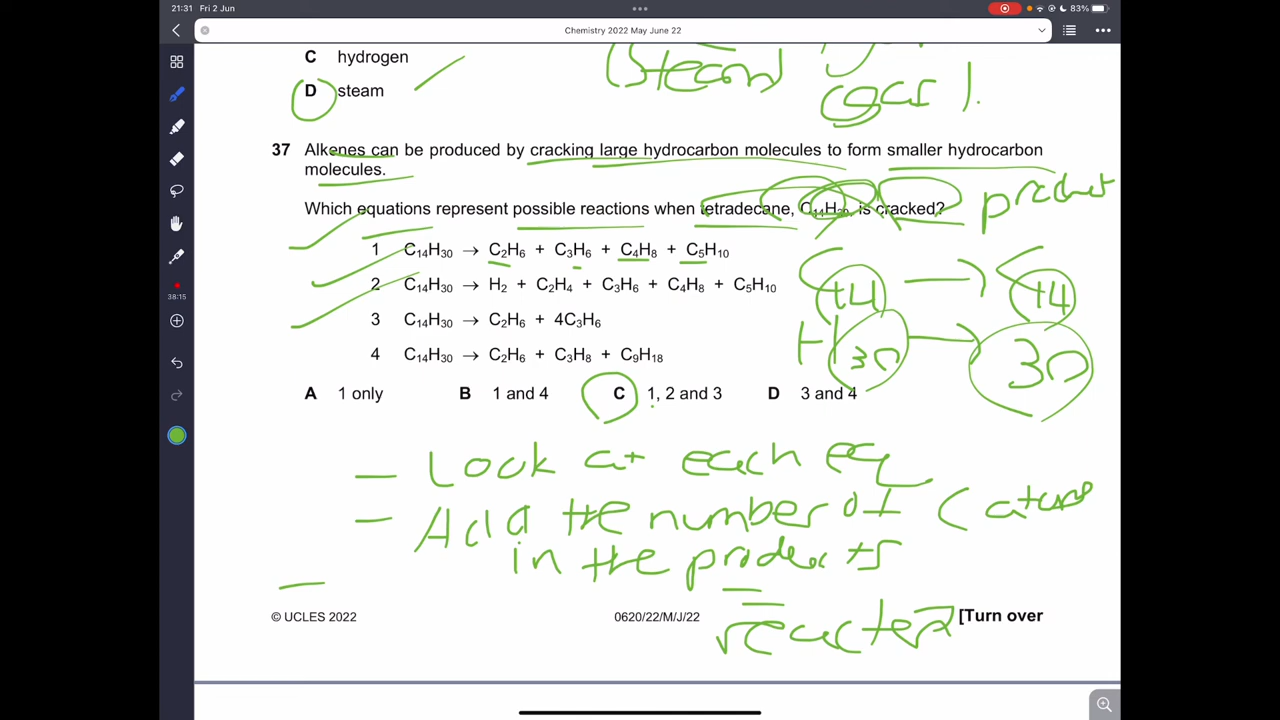 21:31 Fri 2 Jun
83%
Chemistry 2022 May June 22
C hydrogen
(Steam)
D steam
gas
37 Alkenes can be produced by cracking large hydrocarbon molecules to form smaller hydrocarbon
molecules.
Which equations represent possible reactions when tetradecane, C₁₄H₃₀, is cracked?
product
1 C₁₄H₃₀ → C₂H₆ + C₃H₆ + C₄H₈ + C₅H₁₀
2 C₁₄H₃₀ → H₂ + C₂H₄ + C₃H₆ + C₄H₈ + C₅H₁₀
C 14 → C 14
3 C₁₄H₃₀ → C₂H₆ + 4C₃H₆
H 30 → 30
4 C₁₄H₃₀ → C₂H₆ + C₃H₈ + C₉H₁₈
A 1 only B 1 and 4 C 1, 2 and 3 D 3 and 4
38:15
— Look at each eq
— Add the number of C atoms
in the products
=
© UCLES 2022 0620/22/M/J/22 [Turn over